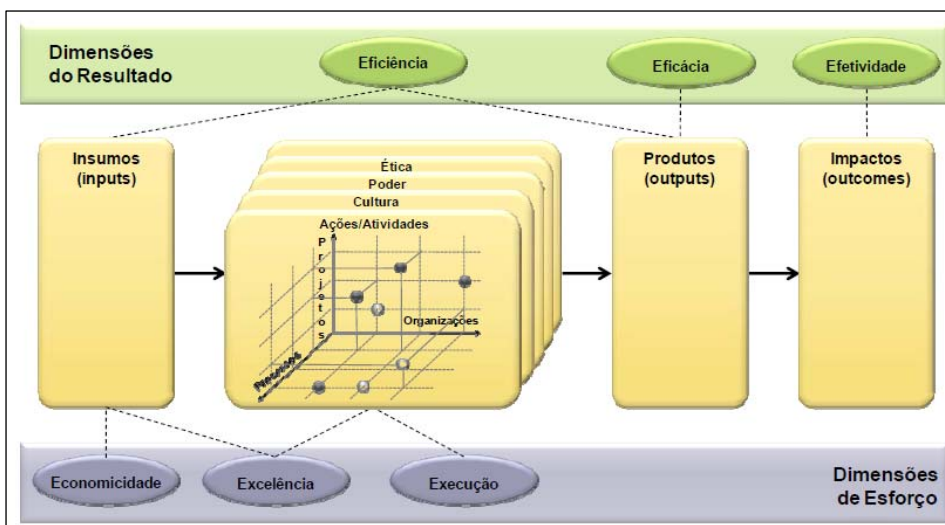 Dimensões
do Resultado
Eficiência
Eficácia
Efetividade
Insumos
(inputs)
Ética
Poder
Cultura
Ações/Atividades
Projetos
Organizações
Processos
Produtos
(outputs)
Impactos
(outcomes)
Economicidade
Excelência
Execução
Dimensões
de Esforço